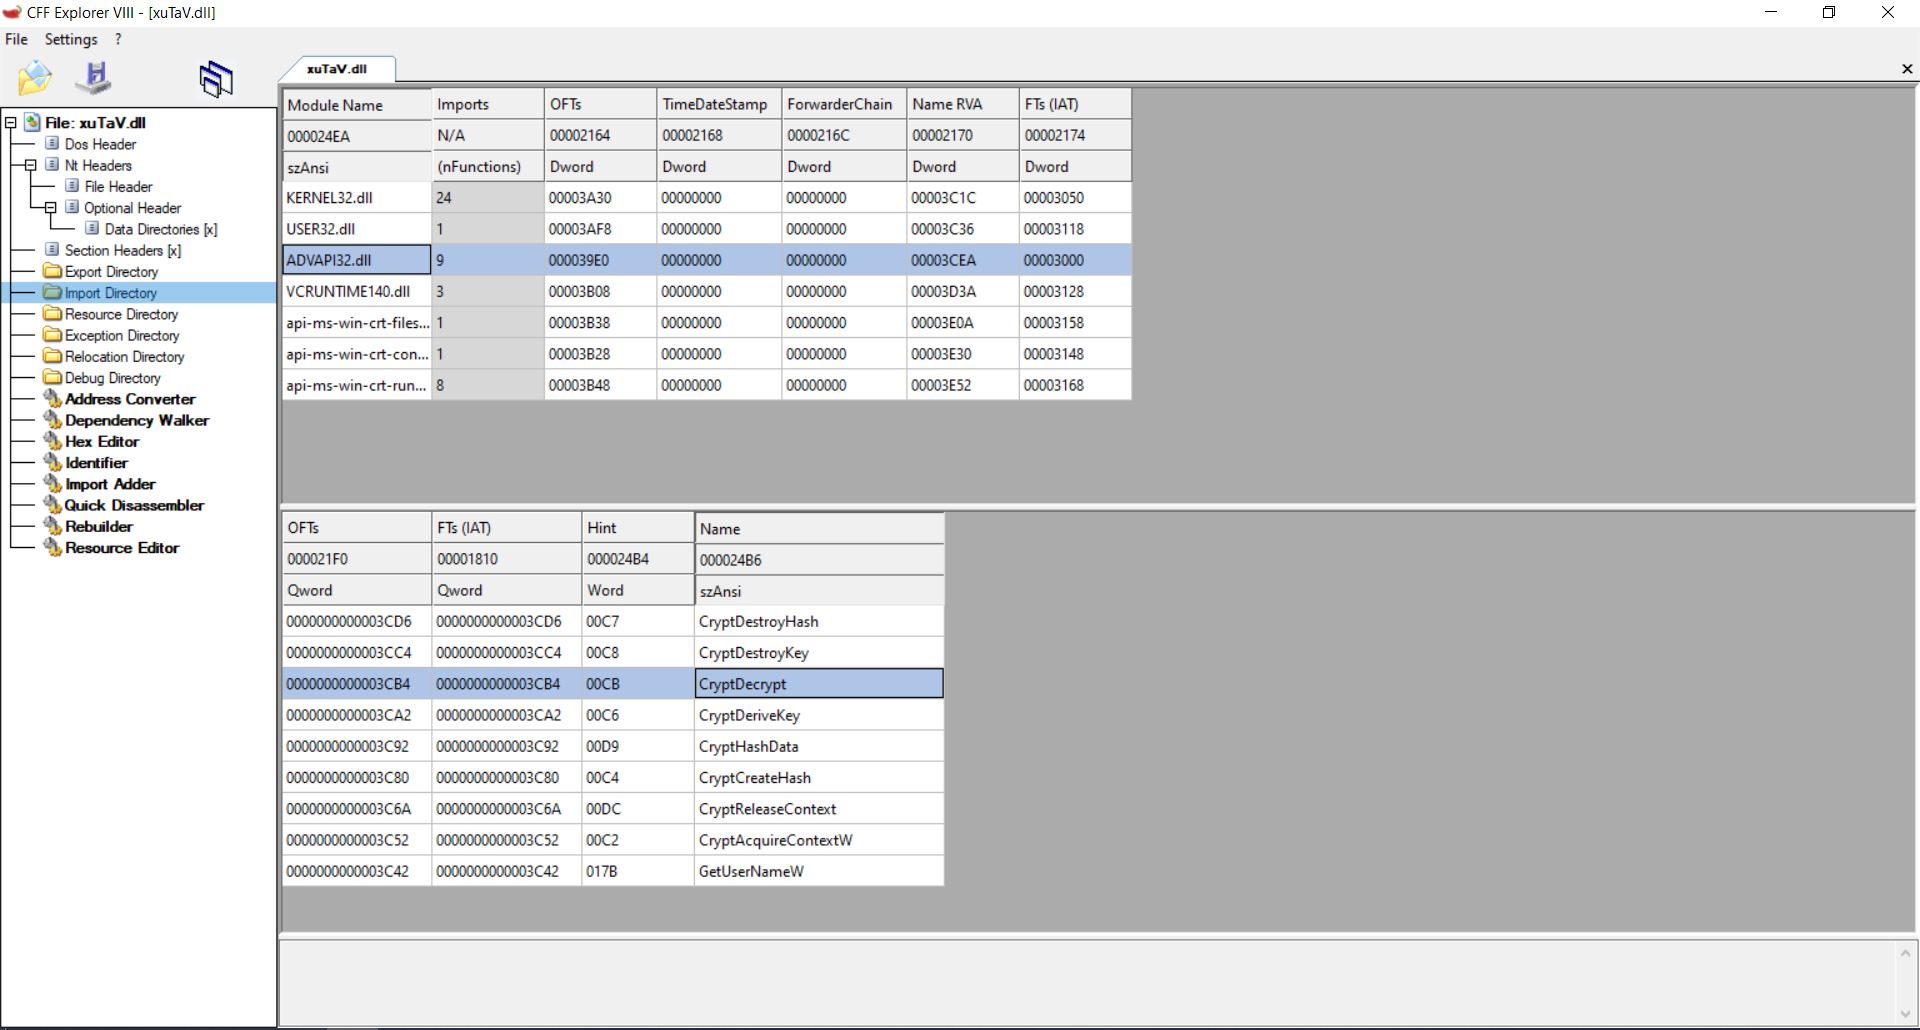 CFF Explorer VIII - [xuTaV.dll]
File Settings ?
xuTaV.dll
File: xuTaV.dll
Dos Header
Nt Headers
File Header
Optional Header
Data Directories [x]
Section Headers [x]
Export Directory
Import Directory
Resource Directory
Exception Directory
Relocation Directory
Debug Directory
Address Converter
Dependency Walker
Hex Editor
Identifier
Import Adder
Quick Disassembler
Rebuilder
Resource Editor
Module Name Imports OFTs TimeDateStamp ForwarderChain Name RVA FTs (IAT)
000024EA N/A 00002164 00002168 0000216C 00002170 00002174
szAnsi (nFunctions) Dword Dword Dword Dword Dword
KERNEL32.dll 24 00003A30 00000000 00000000 00003C1C 00003050
USER32.dll 1 00003AF8 00000000 00000000 00003C36 00003118
ADVAPI32.dll 9 000039E0 00000000 00000000 00003CEA 00003000
VCRUNTIME140.dll 3 00003B08 00000000 00000000 00003D3A 00003128
api-ms-win-crt-files... 1 00003B38 00000000 00000000 00003E0A 00003158
api-ms-win-crt-con... 1 00003B28 00000000 00000000 00003E30 00003148
api-ms-win-crt-run... 8 00003B48 00000000 00000000 00003E52 00003168
OFTs FTs (IAT) Hint Name
000021F0 00001810 000024B4 000024B6
Qword Qword Word szAnsi
0000000000003CD6 0000000000003CD6 00C7 CryptDestroyHash
0000000000003CC4 0000000000003CC4 00C8 CryptDestroyKey
0000000000003CB4 0000000000003CB4 00CB CryptDecrypt
0000000000003CA2 0000000000003CA2 00C6 CryptDeriveKey
0000000000003C92 0000000000003C92 00D9 CryptHashData
0000000000003C80 0000000000003C80 00C4 CryptCreateHash
0000000000003C6A 0000000000003C6A 00DC CryptReleaseContext
0000000000003C52 0000000000003C52 00C2 CryptAcquireContextW
0000000000003C42 0000000000003C42 017B GetUserNameW